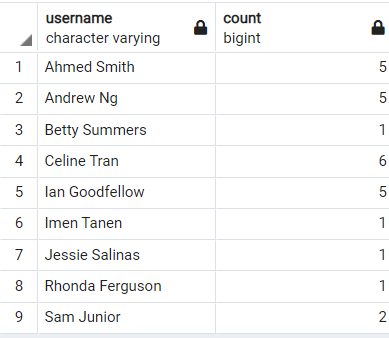 username count
character varying bigint
1 Ahmed Smith 5
2 Andrew Ng 5
3 Betty Summers 1
4 Celine Tran 6
5 Ian Goodfellow 5
6 Imen Tanen 1
7 Jessie Salinas 1
8 Rhonda Ferguson 1
9 Sam Junior 2